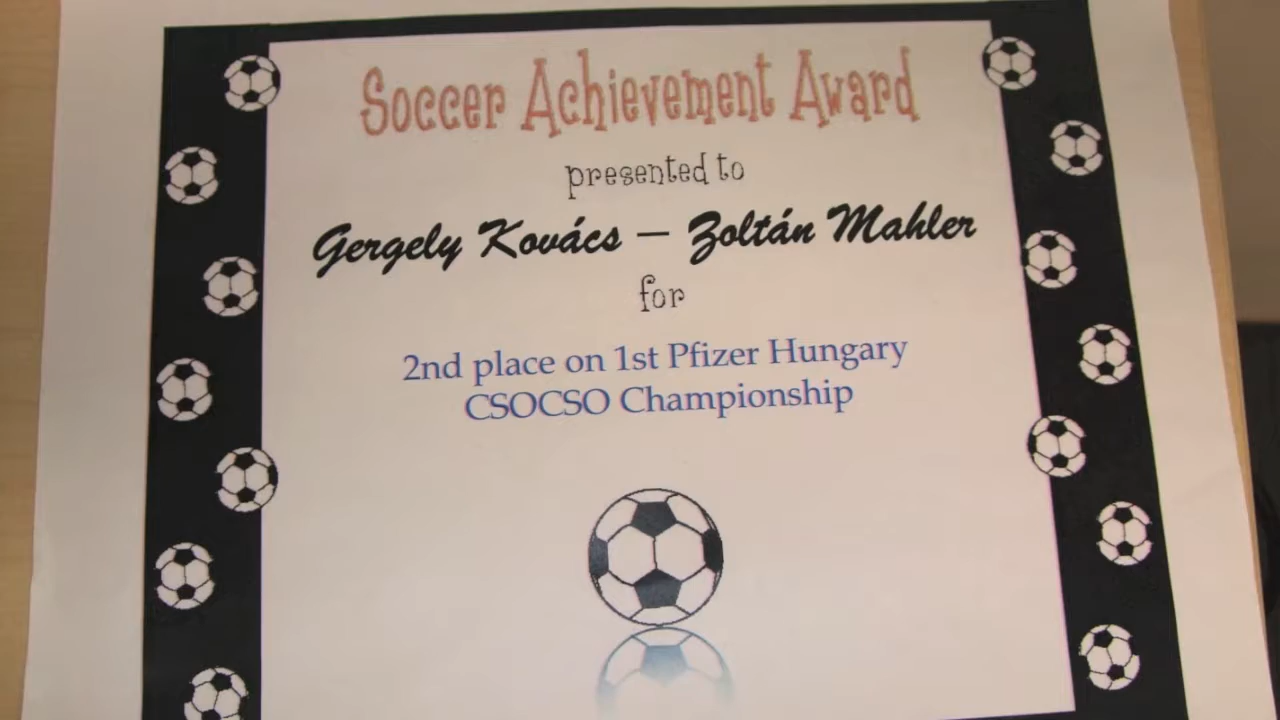 Soccer Achievement Award
presented to
Gergely Kovács – Zoltán Mahler
for
2nd place on 1st Pfizer Hungary
CSOCSO Championship